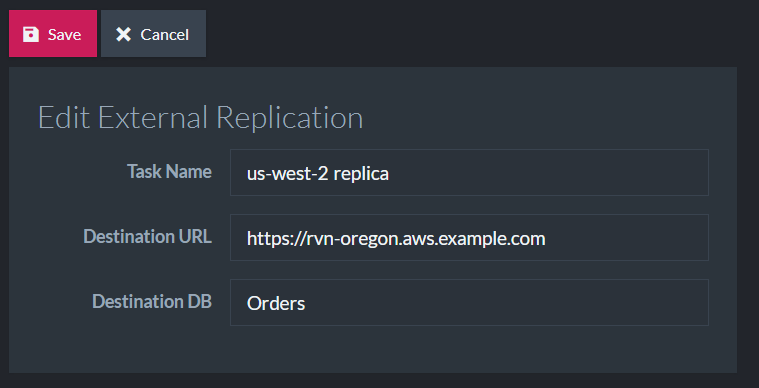 Save Cancel
Edit External Replication
Task Name us-west-2 replica
Destination URL https://rvn-oregon.aws.example.com
Destination DB Orders